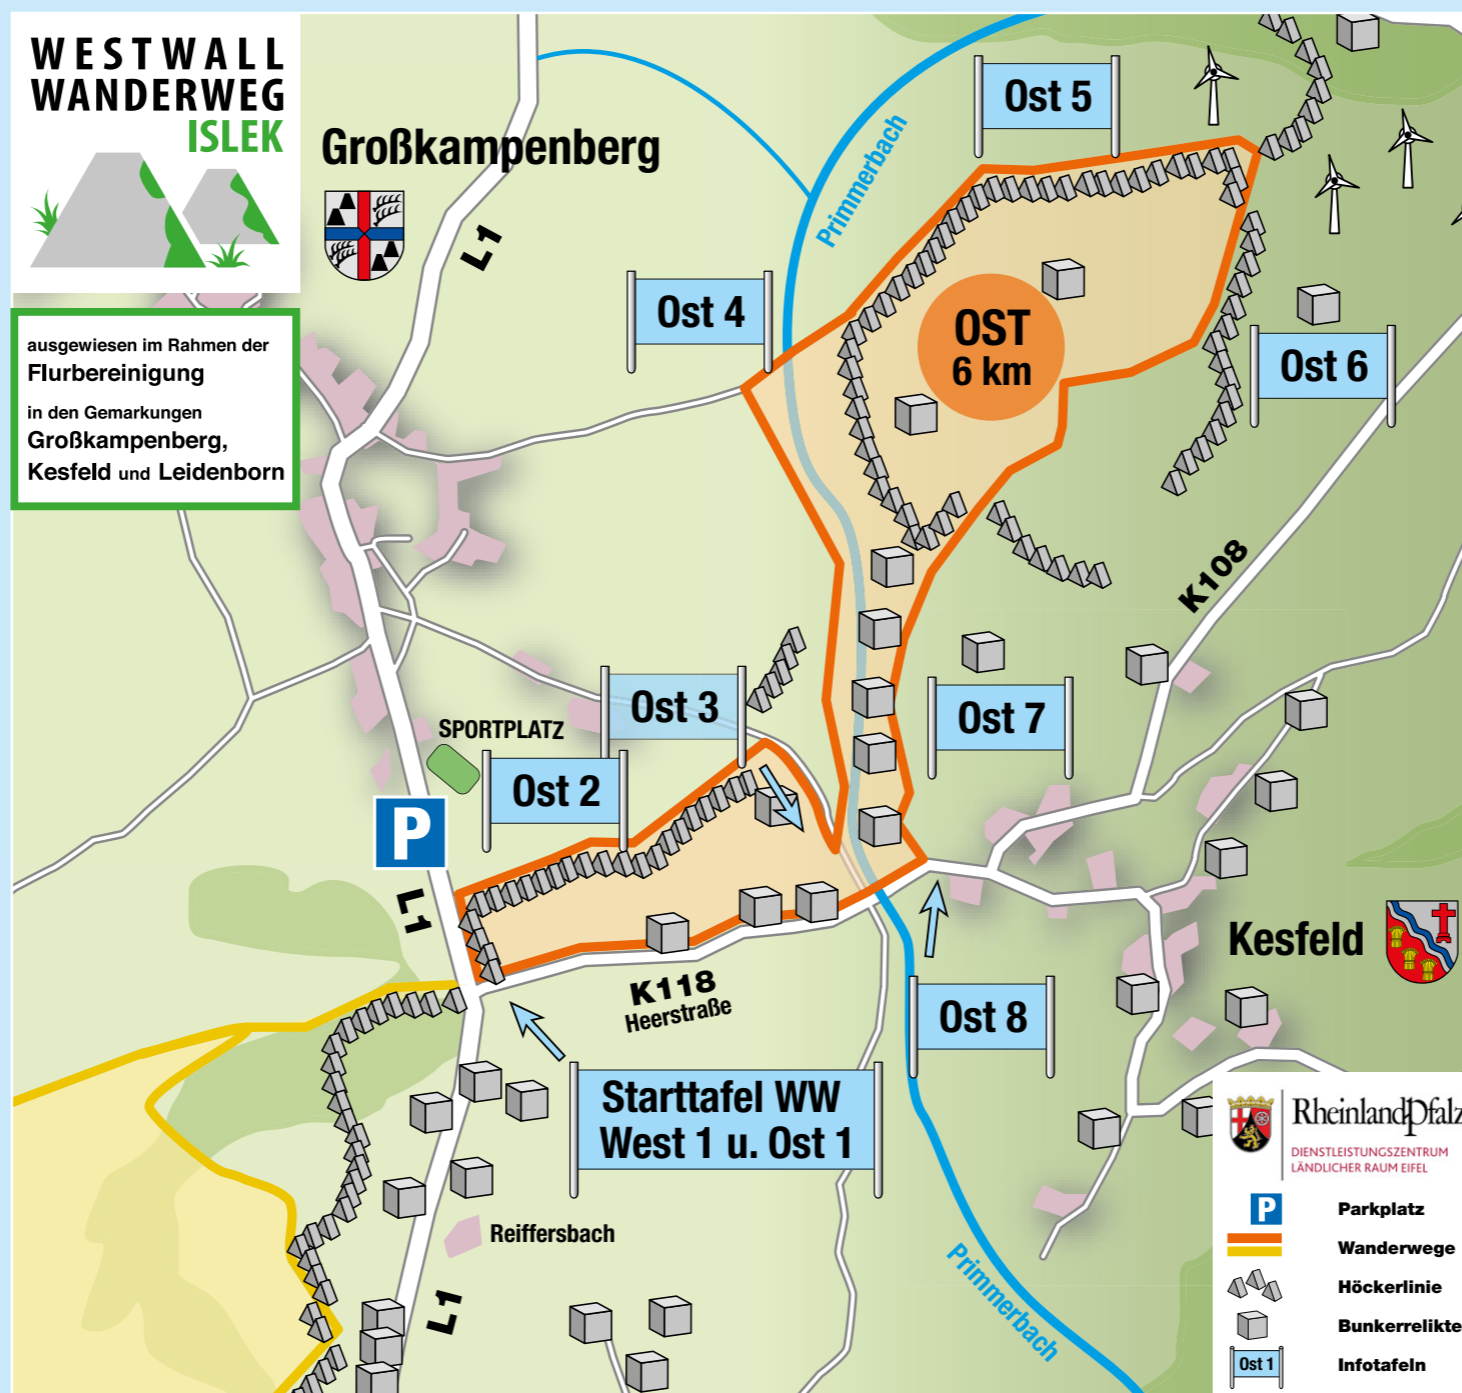 WESTWALL
WANDERWEG
ISLEK
ausgewiesen im Rahmen der
Flurbereinigung
in den Gemarkungen
Großkampenberg,
Kesfeld und Leidenborn
Großkampenberg
L1
Primmerbach
Ost 5
Ost 4
OST
6 km
Ost 6
K108
SPORTPLATZ
Ost 3
Ost 2
Ost 7
P
L1
Kesfeld
K118
Heerstraße
Ost 8
Starttafel WW
West 1 u. Ost 1
Reiffersbach
L1
Primmerbach
RheinlandPfalz
DIENSTLEISTUNGSZENTRUM
LÄNDLICHER RAUM EIFEL
P Parkplatz
Wanderwege
Höckerlinie
Bunkerrelikte
Ost 1 Infotafeln